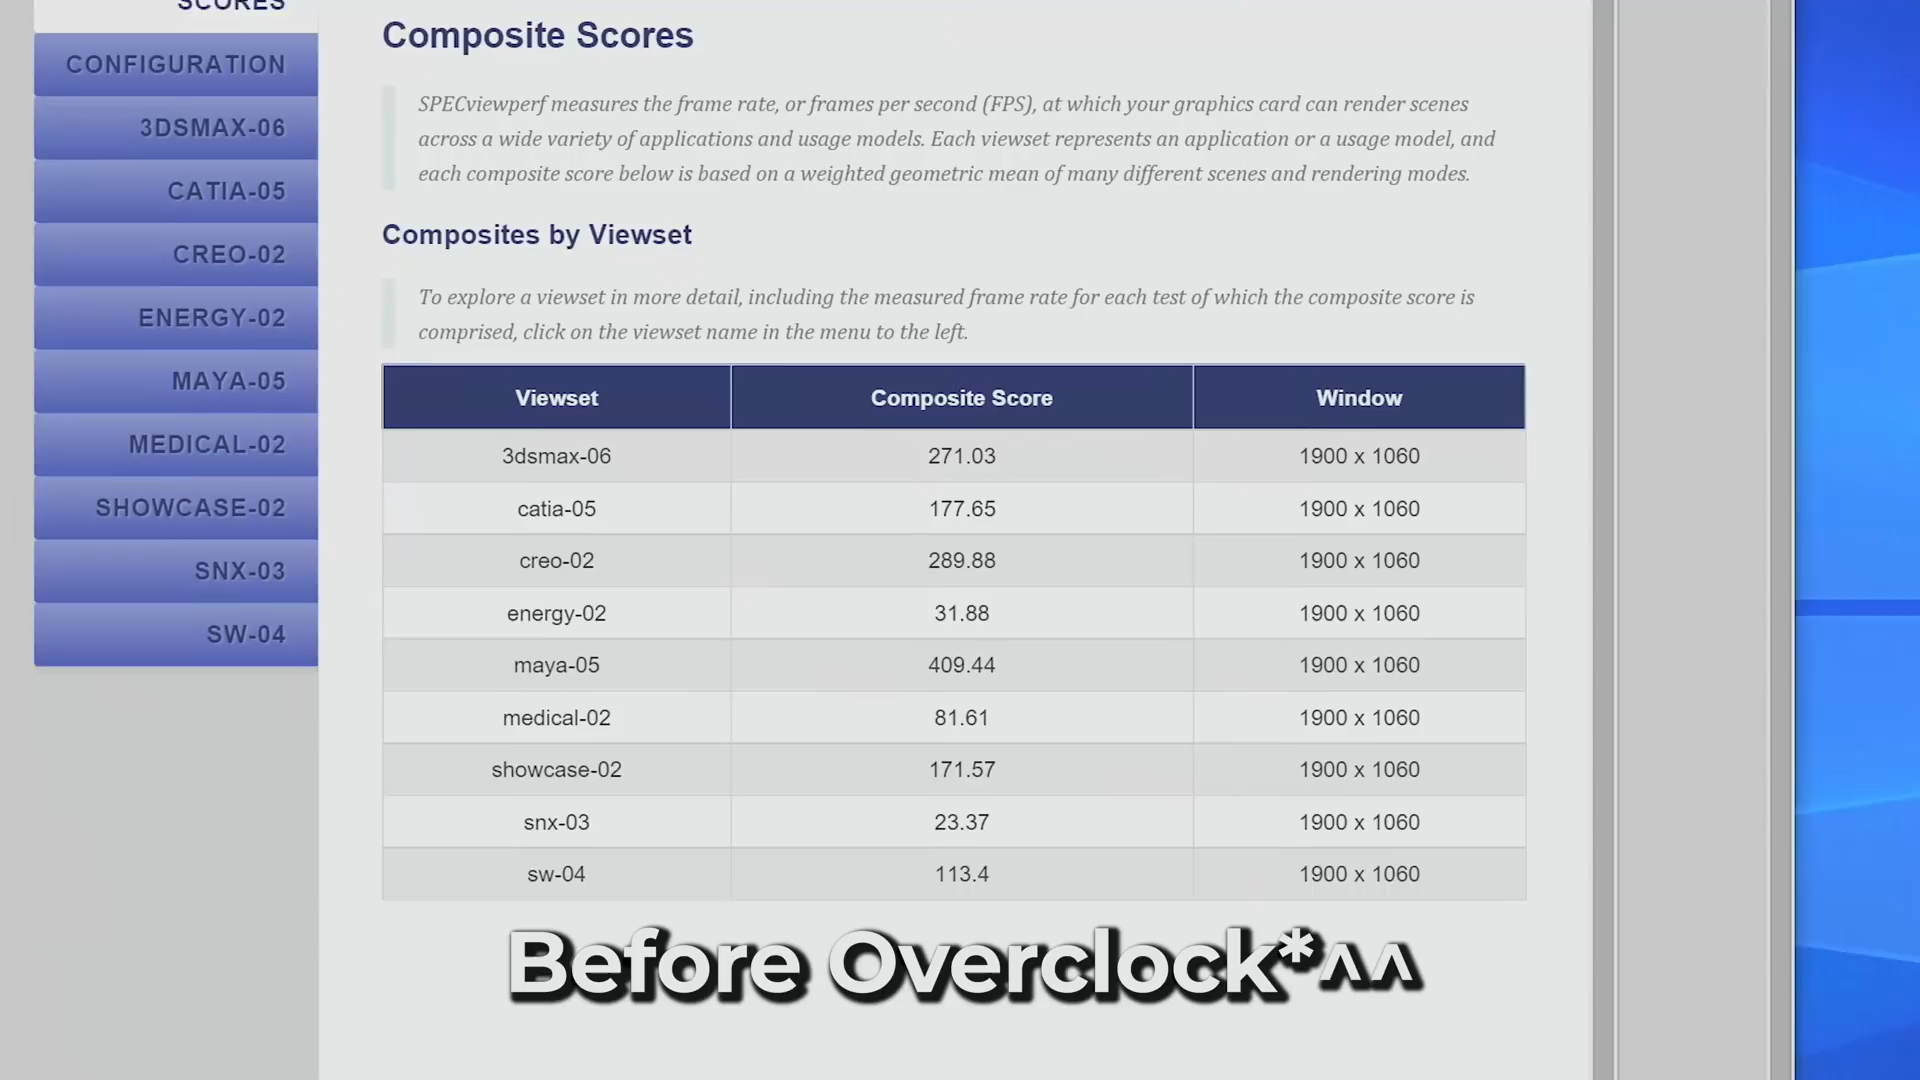 SCORES
CONFIGURATION
3DSMAX-06
CATIA-05
CREO-02
ENERGY-02
MAYA-05
MEDICAL-02
SHOWCASE-02
SNX-03
SW-04
Composite Scores
SPECviewperf measures the frame rate, or frames per second (FPS), at which your graphics card can render scenes
across a wide variety of applications and usage models. Each viewset represents an application or a usage model, and
each composite score below is based on a weighted geometric mean of many different scenes and rendering modes.
Composites by Viewset
To explore a viewset in more detail, including the measured frame rate for each test of which the composite score is
comprised, click on the viewset name in the menu to the left.
Viewset Composite Score Window
3dsmax-06 271.03 1900 x 1060
catia-05 177.65 1900 x 1060
creo-02 289.88 1900 x 1060
energy-02 31.88 1900 x 1060
maya-05 409.44 1900 x 1060
medical-02 81.61 1900 x 1060
showcase-02 171.57 1900 x 1060
snx-03 23.37 1900 x 1060
sw-04 113.4 1900 x 1060
Before Overclock*^^